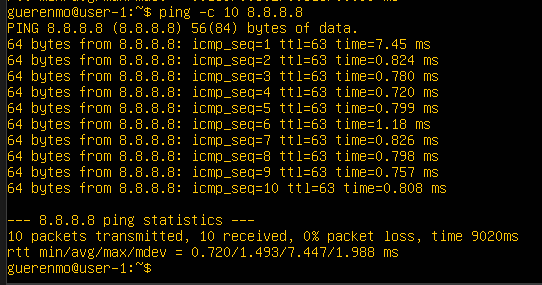 guerenmo@user-1:~$ ping -c 10 8.8.8.8
PING 8.8.8.8 (8.8.8.8) 56(84) bytes of data.
64 bytes from 8.8.8.8: icmp_seq=1 ttl=63 time=7.45 ms
64 bytes from 8.8.8.8: icmp_seq=2 ttl=63 time=0.824 ms
64 bytes from 8.8.8.8: icmp_seq=3 ttl=63 time=0.780 ms
64 bytes from 8.8.8.8: icmp_seq=4 ttl=63 time=0.720 ms
64 bytes from 8.8.8.8: icmp_seq=5 ttl=63 time=0.799 ms
64 bytes from 8.8.8.8: icmp_seq=6 ttl=63 time=1.18 ms
64 bytes from 8.8.8.8: icmp_seq=7 ttl=63 time=0.826 ms
64 bytes from 8.8.8.8: icmp_seq=8 ttl=63 time=0.798 ms
64 bytes from 8.8.8.8: icmp_seq=9 ttl=63 time=0.757 ms
64 bytes from 8.8.8.8: icmp_seq=10 ttl=63 time=0.808 ms
--- 8.8.8.8 ping statistics ---
10 packets transmitted, 10 received, 0% packet loss, time 9020ms
rtt min/avg/max/mdev = 0.720/1.493/7.447/1.988 ms
guerenmo@user-1:~$